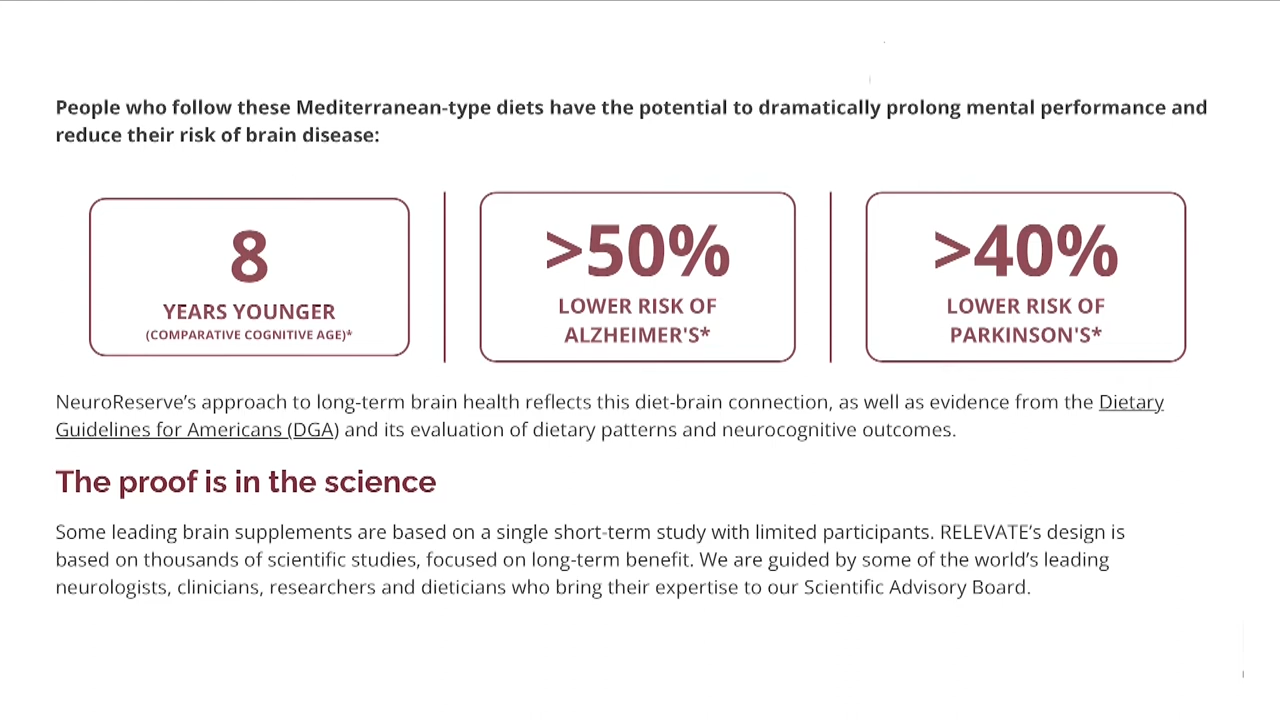 People who follow these Mediterranean-type diets have the potential to dramatically prolong mental performance and
reduce their risk of brain disease:
8
YEARS YOUNGER
(COMPARATIVE COGNITIVE AGE)*
>50%
LOWER RISK OF
ALZHEIMER'S*
>40%
LOWER RISK OF
PARKINSON'S*
NeuroReserve’s approach to long-term brain health reflects this diet-brain connection, as well as evidence from the Dietary
Guidelines for Americans (DGA) and its evaluation of dietary patterns and neurocognitive outcomes.
The proof is in the science
Some leading brain supplements are based on a single short-term study with limited participants. RELEVATE’s design is
based on thousands of scientific studies, focused on long-term benefit. We are guided by some of the world’s leading
neurologists, clinicians, researchers and dieticians who bring their expertise to our Scientific Advisory Board.